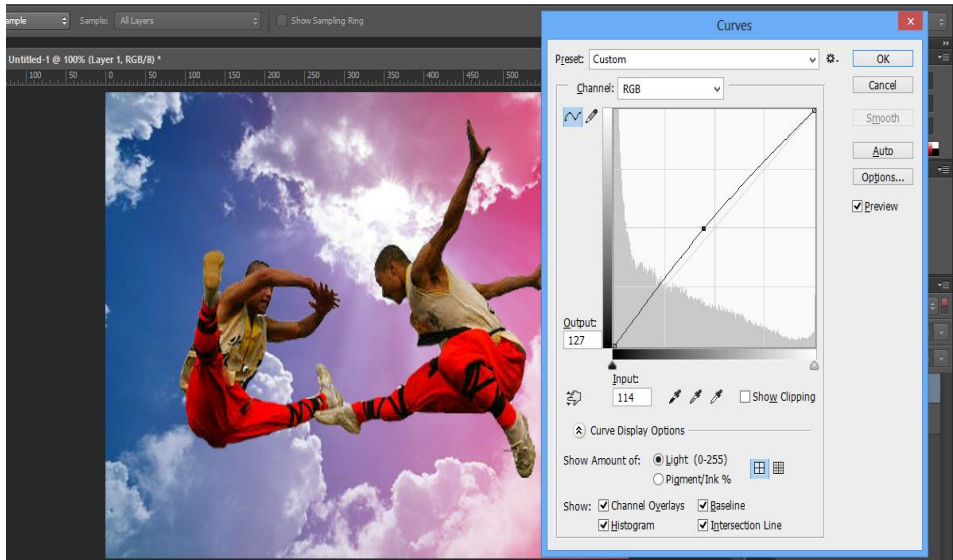 Sample: All Layers Show Sampling Ring
Untitled-1 @ 100% (Layer 1, RGB/8) *
100 50 0 50 100 150 200 250 300 350 400 450 500
Curves
x
Preset: Custom
OK
Channel: RGB
Cancel
Smooth
Auto
Options...
Preview
Output:
127
Input:
114
Show Clipping
Curve Display Options
Show Amount of: Light (0-255)
Pigment/Ink %
Show: Channel Overlays Baseline
Histogram Intersection Line